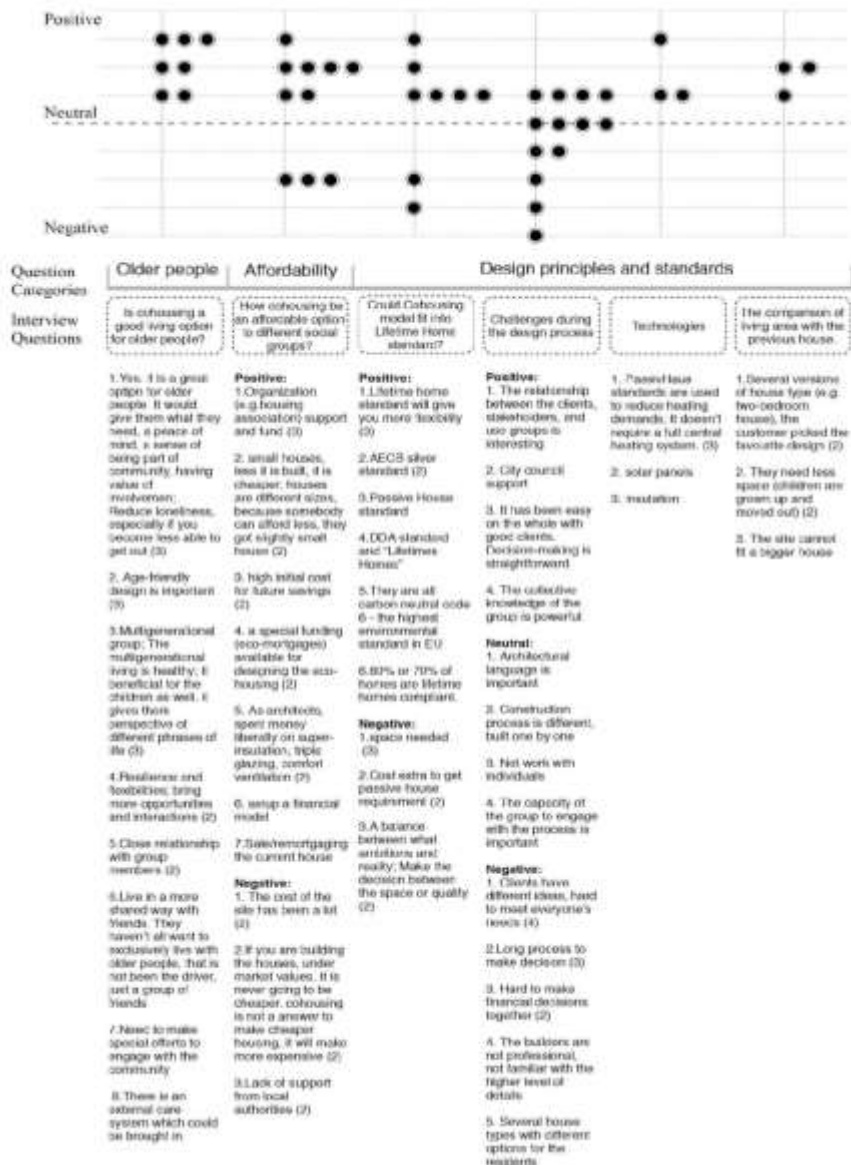 Positive
Neutral
Negative
Question
Categories
Older people
Affordability
Design principles and standards
Interview
Questions
Is cohousing a
good living option
for older people?
How cohousing be
an affordable option
to different social
groups?
Could Cohousing
model fit into
Lifetime Home
standard?
Challenges during
the design process
Technologies
The comparison of
living area with the
previous house.
1. Yes, it is a great
option for older
people. It would
give them what they
need, a peace of
mind, a sense of
being part of
community, having
value of
involvement
Reduce loneliness,
especially if you
become less able to
get out (3)
2. Age-friendly
design is important
(3)
3.Multigenerational
group; The
multigenerational
living is healthy; it
beneficial for the
children as well. it
gives them
perspective of
different phrases of
life (3)
4.Resilience and
flexibilities; bring
more opportunities
and interactions (2)
5.Close relationship
with group
members (2)
6.Live in a more
shared way with
friends. They
haven't all want to
exclusively live with
older people, that is
not been the driver,
just a group of
friends
7.Need to make
special efforts to
engage with the
community
8.There is an
external care
system which could
be brought in
Positive:
1.Organization
(e.g.housing
association) support
and fund (3)
2. small houses,
less it is built, it is
cheaper; houses
are different sizes,
because somebody
can afford less, they
got slightly small
house (2)
3. high initial cost
for future savings
(2)
4. a special funding
(eco-mortgages)
available for
designing the eco-
housing (2)
5. As architects,
spent money
liberally on super-
insulation, triple
glazing, comfort
ventilation (2)
6. setup a financial
model
7.Sale/remortgaging
the current house
Negative:
1. The cost of the
site has been a lot
(2)
2.If you are building
the houses, under
market values. It is
never going to be
cheaper, cohousing
is not a answer to
make cheaper
housing, it will make
more expensive (2)
3.Lack of support
from local
authorities (2)
Positive:
1.Lifetime home
standard will give
you more flexibility
(3)
2.AECB silver
standard (2)
3.Passive House
standard
4.DDA standard
and "Lifetimes
Homes"
5.They are all
carbon neutral code
6 - the highest
environmental
standard in EU
6.60% or 70% of
homes are lifetime
homes compliant.
Negative:
1.space needed
(3)
2.Cost extra to get
passive house
requirement (2)
3.A balance
between what
ambitions and
reality; Make the
decision between
the space or quality
(2)
Positive:
1. The relationship
between the clients,
stakeholders, and
use groups is
interesting
2. City council
support
3. It has been easy
on the whole with
good clients.
Decision-making is
straightforward
4. The collective
knowledge of the
group is powerful
Neutral:
1. Architectural
language is
important
2. Construction
process is different,
built one by one
3. Not work with
individuals
4. The capacity of
the group to engage
with the process is
important
Negative:
1. Clients have
different ideas, hard
to meet everyone's
needs (4)
2.Long process to
make decison (3)
3. Hard to make
financial decisions
together (2)
4. The builders are
not professional,
not familiar with the
higher level of
details
5. Several house
types with different
options for the
residents
1. PassivHaus
standards are used
to reduce heating
demands. It doesn't
require a full central
heating system. (3)
2. solar panels
3. insulation
1.Several versions
of house type (e.g.
two-bedroom
house), the
customer picked the
favourite design (2)
2. They need less
space (children are
grown up and
moved out) (2)
3. The site cannot
fit a bigger house